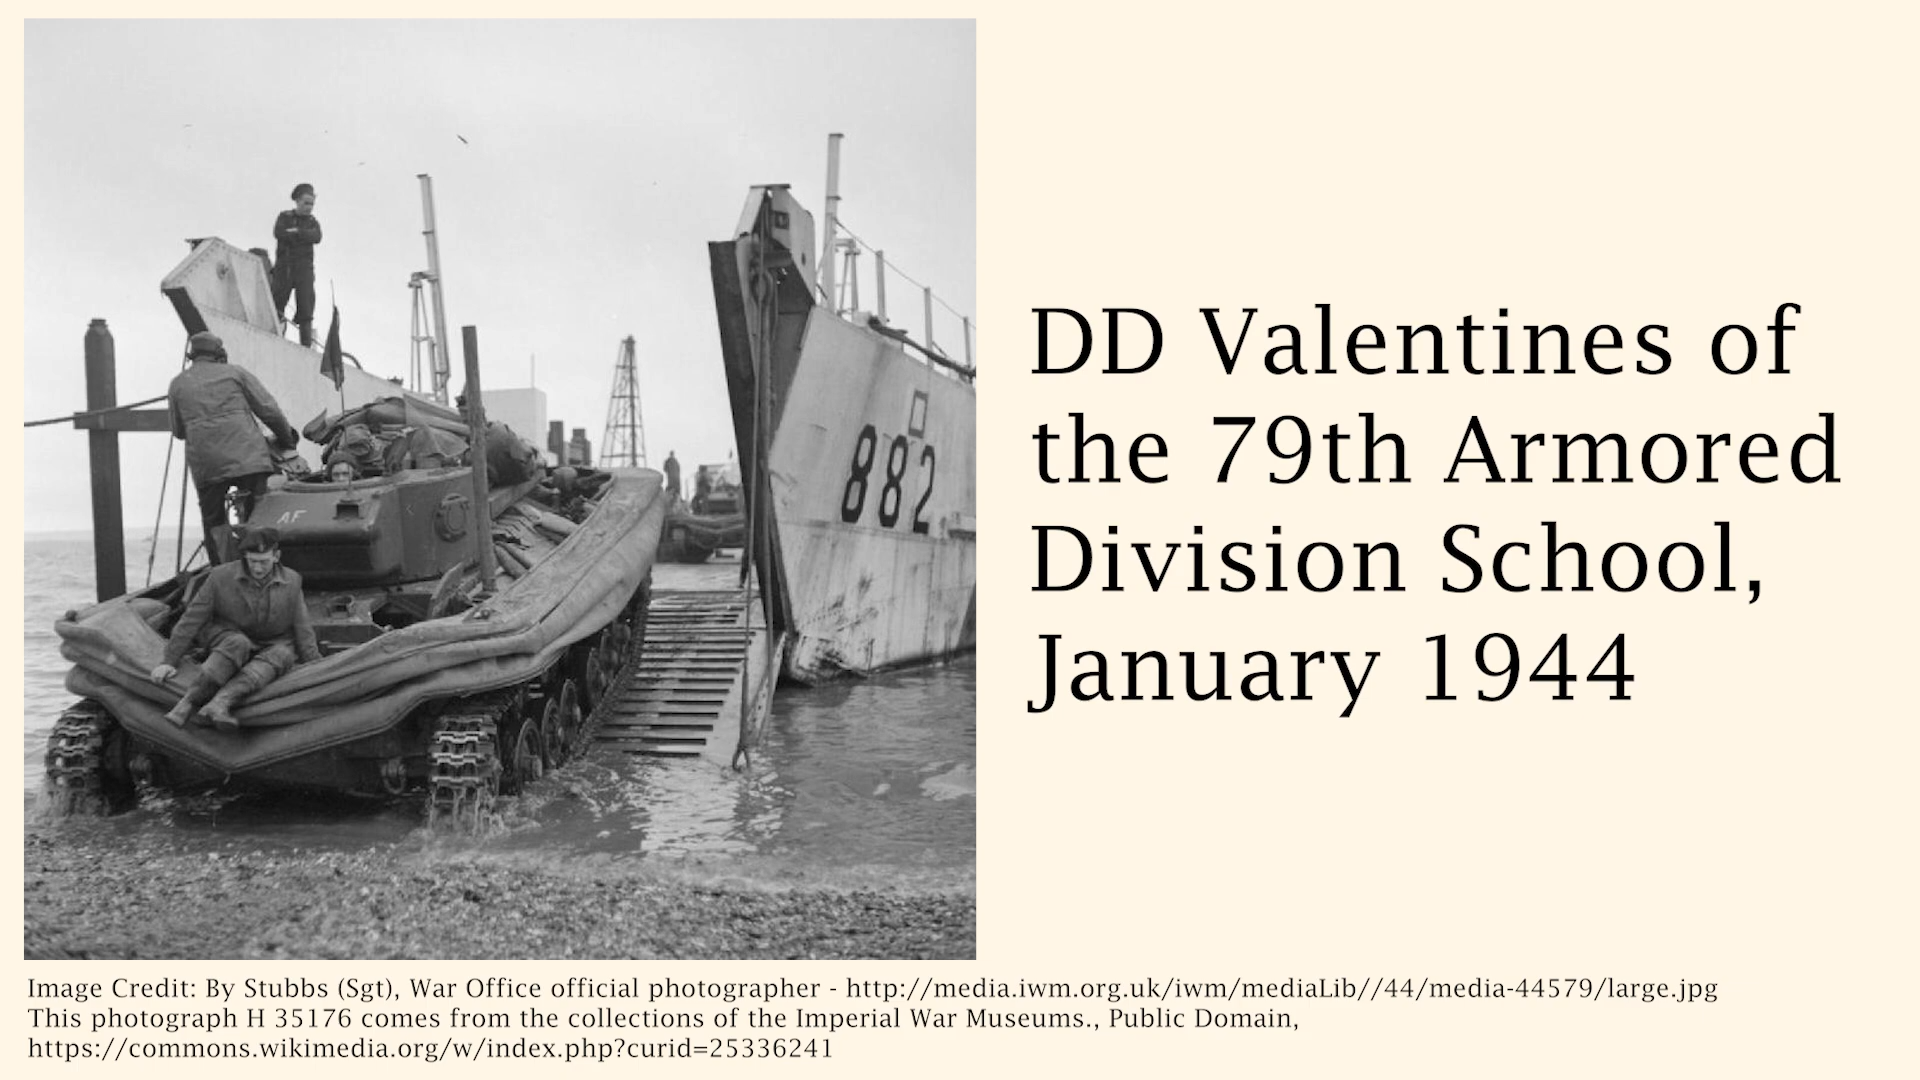 AF
882
DD Valentines of
the 79th Armored
Division School,
January 1944
Image Credit: By Stubbs (Sgt), War Office official photographer - http://media.iwm.org.uk/iwm/mediaLib//44/media-44579/large.jpg
This photograph H 35176 comes from the collections of the Imperial War Museums., Public Domain,
https://commons.wikimedia.org/w/index.php?curid=25336241